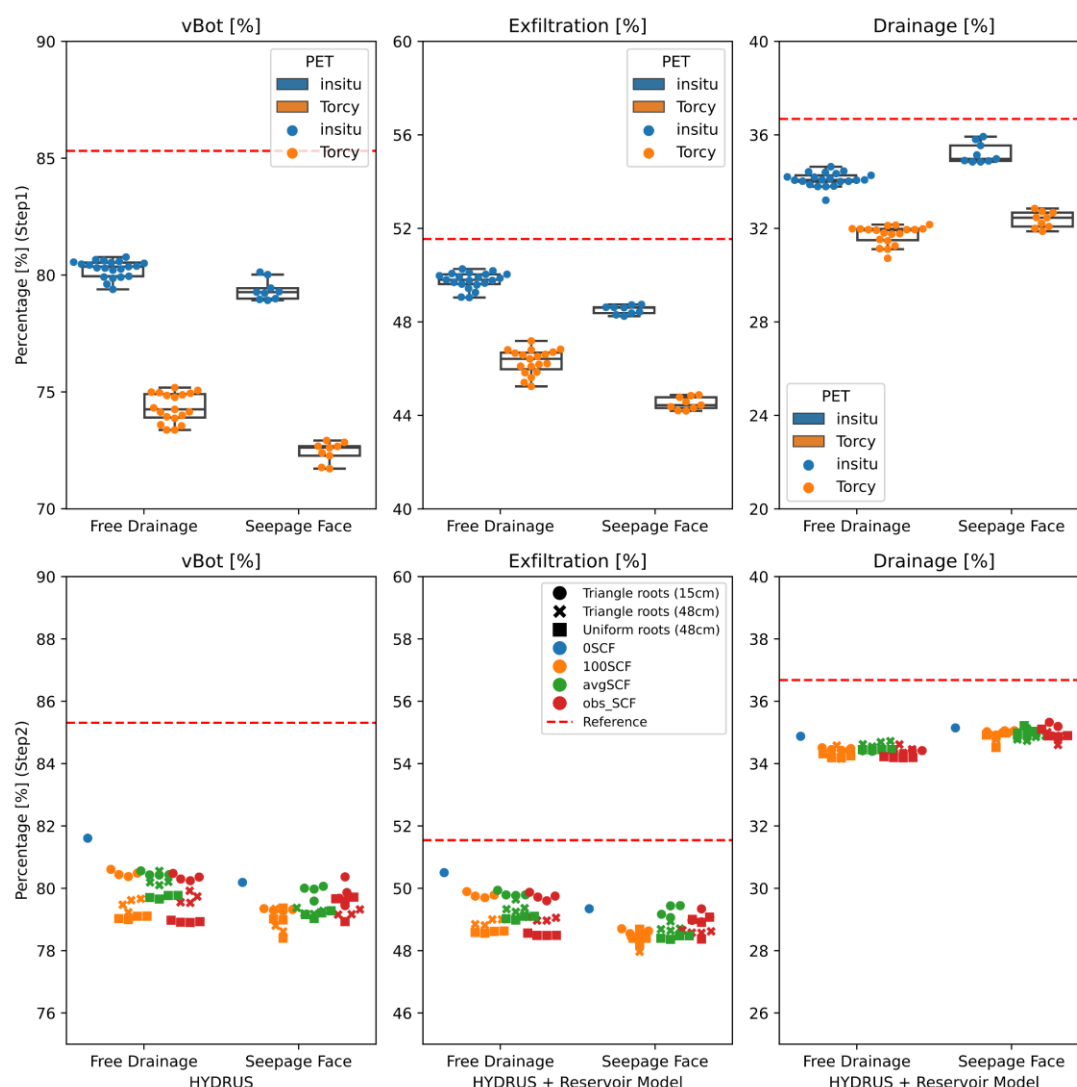 vBot [%]
Exfiltration [%]
Drainage [%]
Percentage [%] (Step1)
90
85
80
75
70
PET
insitu
Torcy
insitu
Torcy
Free Drainage
Seepage Face
60
56
52
48
44
40
PET
insitu
Torcy
insitu
Torcy
Free Drainage
Seepage Face
40
36
32
28
24
20
PET
insitu
Torcy
insitu
Torcy
Free Drainage
Seepage Face
vBot [%]
Exfiltration [%]
Drainage [%]
Percentage [%] (Step2)
90
88
86
84
82
80
78
76
Free Drainage
Seepage Face
HYDRUS
60
58
56
54
52
50
48
46
Triangle roots (15cm)
Triangle roots (48cm)
Uniform roots (48cm)
0SCF
100SCF
avgSCF
obs_SCF
Reference
Free Drainage
Seepage Face
HYDRUS + Reservoir Model
40
38
36
34
32
30
28
26
Free Drainage
Seepage Face
HYDRUS + Reservoir Model